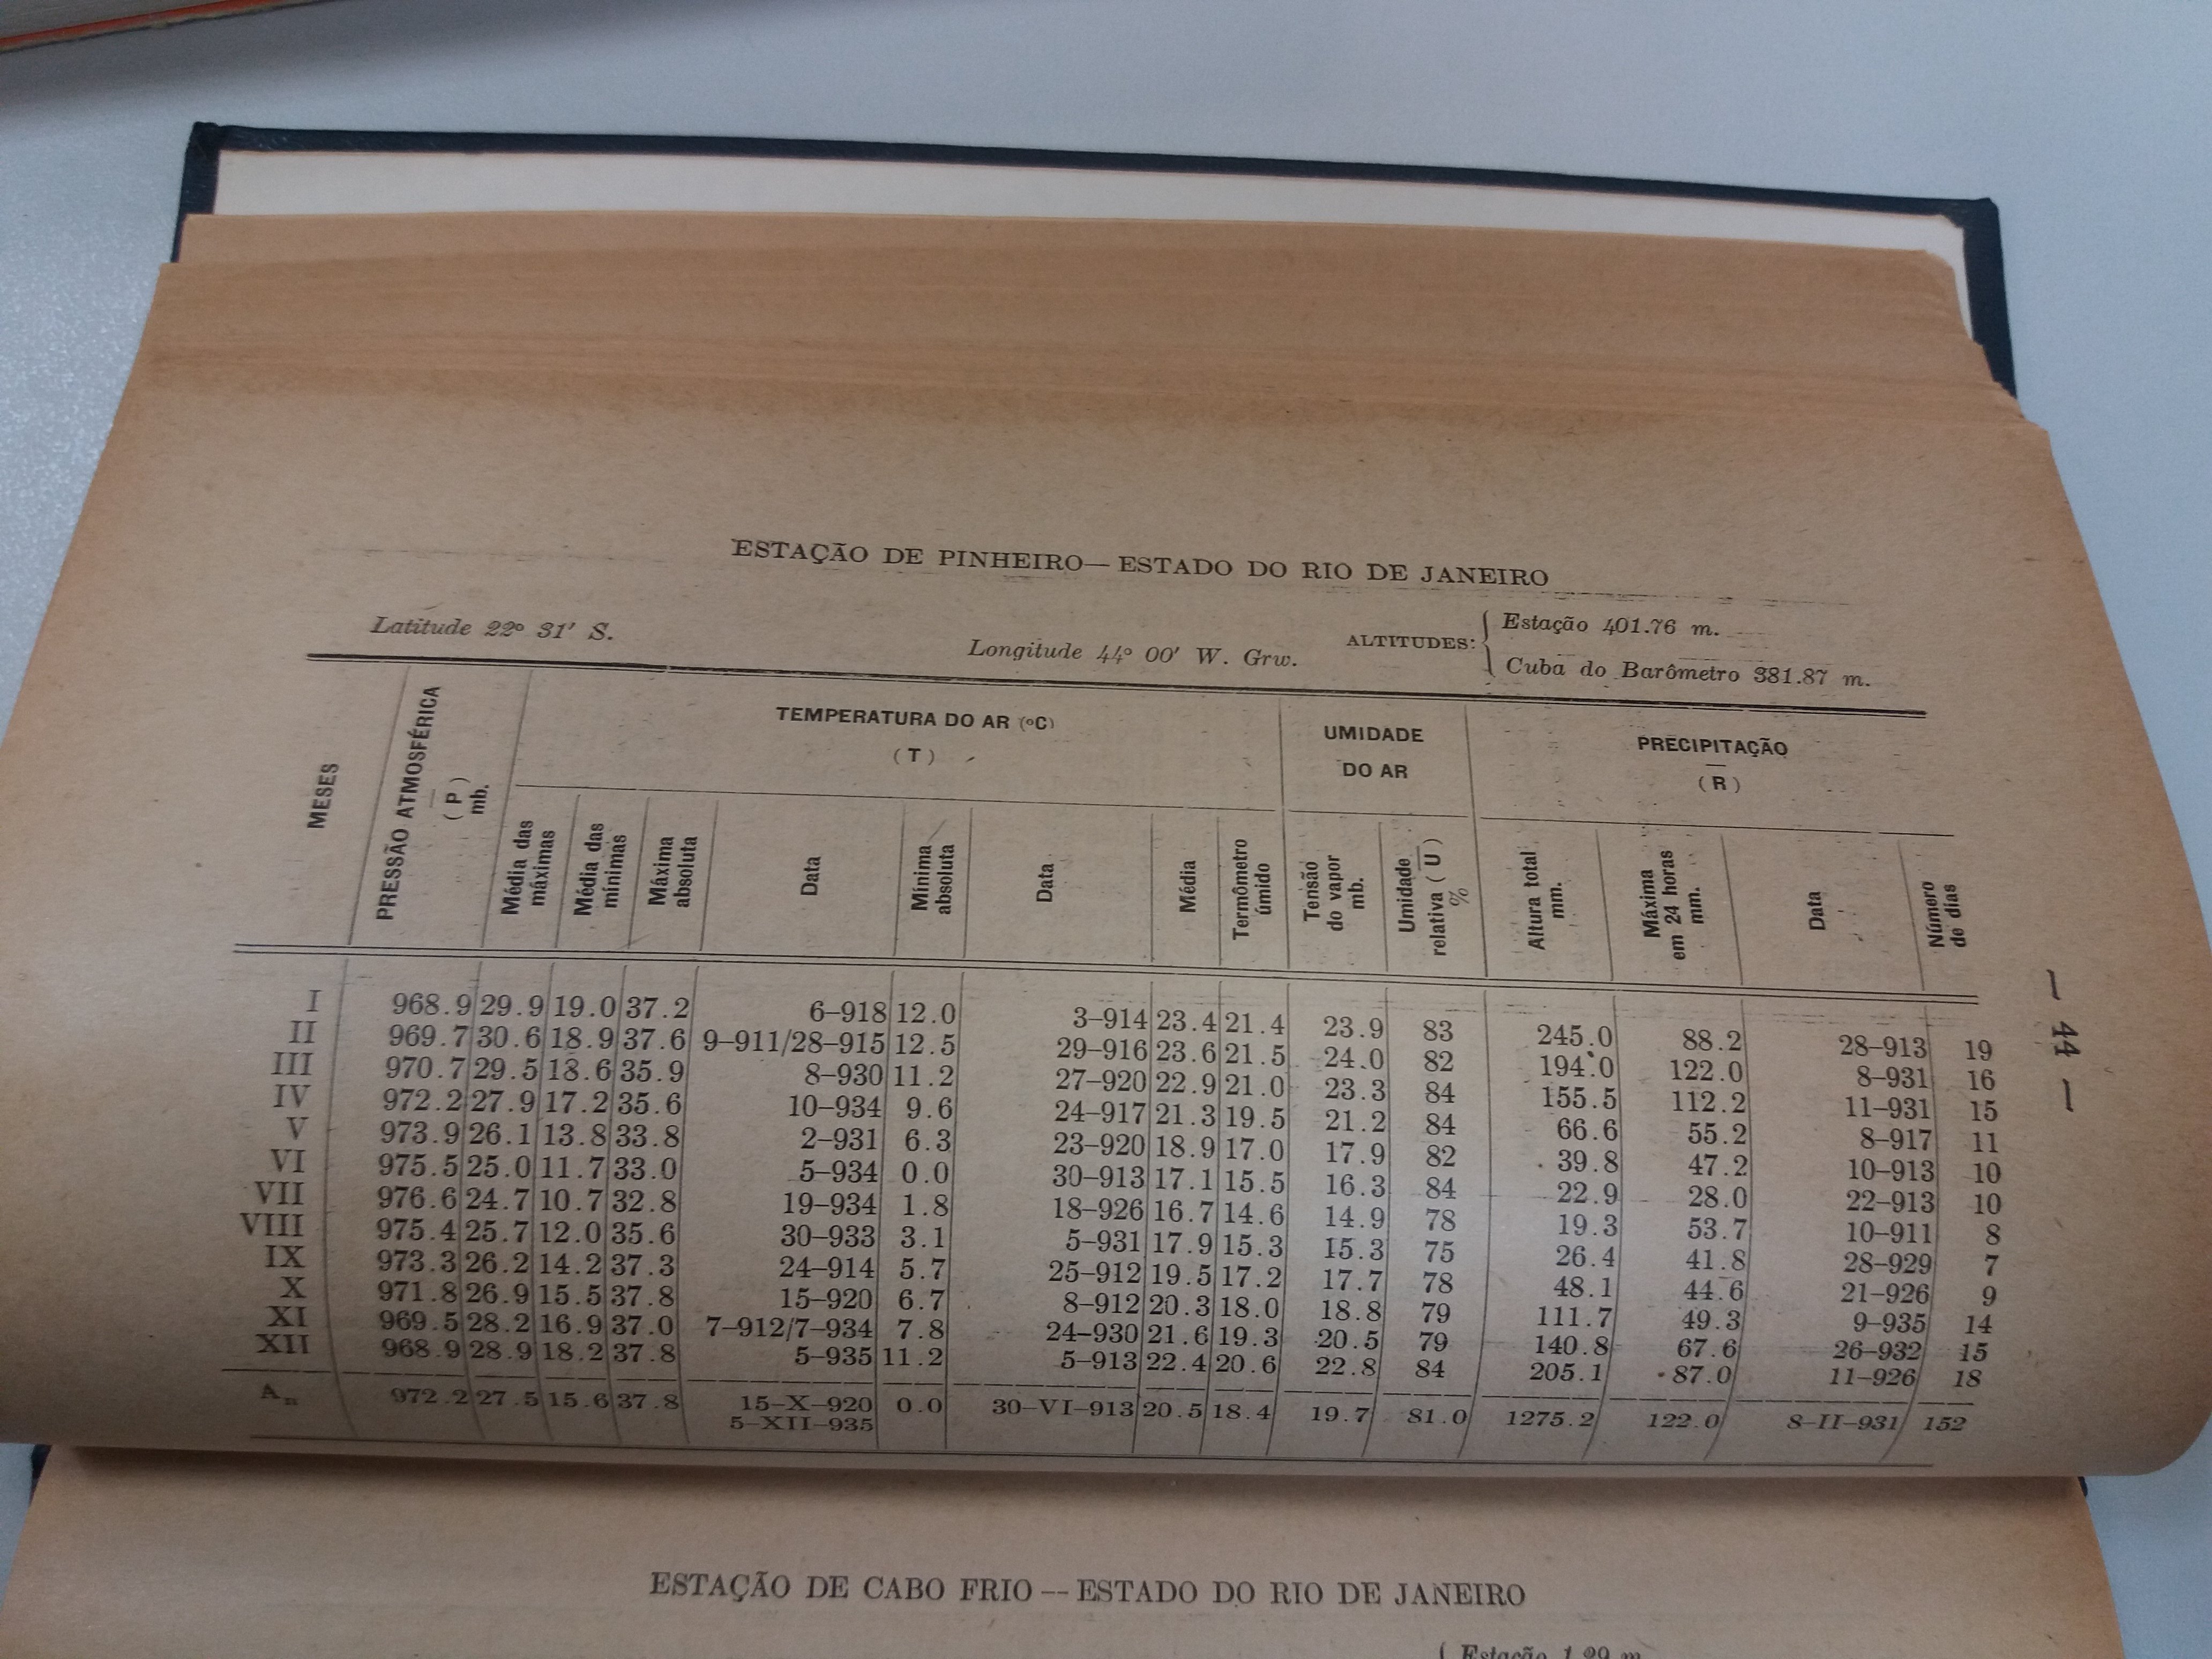 ESTAÇÃO DE PINHEIRO— ESTADO DO RIO DE JANEIRO
Latitude 22º 31' S.
Longitude 44º 00' W. Grw.
ALTITUDES:
Estação 401.76 m.
Cuba do Barômetro 381.87 m.
MESES
PRESSÃO ATMOSFÉRICA
( P )
mb.
TEMPERATURA DO AR (ºC)
( T )
UMIDADE
DO AR
PRECIPITAÇÃO
( R )
Média das
máximas
Média das
mínimas
Máxima
absoluta
Data
Mínima
absoluta
Data
Média
Termômetro
úmido
Tensão
do vapor
mb.
Umidade
relativa ( U )
%
Altura total
mm.
Máxima
em 24 horas
mm.
Data
Número
de dias
I 968.9 29.9 19.0 37.2 6–918 12.0 3–914 23.4 21.4 23.9 83 245.0 88.2 28–913 19
II 969.7 30.6 18.9 37.6 9–911/28–915 12.5 29–916 23.6 21.5 24.0 82 194.0 122.0 8–931 16
III 970.7 29.5 18.6 35.9 8–930 11.2 27–920 22.9 21.0 23.3 84 155.5 112.2 11–931 15
IV 972.2 27.9 17.2 35.6 10–934 9.6 24–917 21.3 19.5 21.2 84 66.6 55.2 8–917 11
V 973.9 26.1 13.8 33.8 2–931 6.3 23–920 18.9 17.0 17.9 82 39.8 47.2 10–913 10
VI 975.5 25.0 11.7 33.0 5–934 0.0 30–913 17.1 15.5 16.3 84 22.9 28.0 22–913 10
VII 976.6 24.7 10.7 32.8 19–934 1.8 18–926 16.7 14.6 14.9 78 19.3 53.7 10–911 8
VIII 975.4 25.7 12.0 35.6 30–933 3.1 5–931 17.9 15.3 15.3 75 26.4 41.8 28–929 7
IX 973.3 26.2 14.2 37.3 24–914 5.7 25–912 19.5 17.2 17.7 78 48.1 44.6 21–926 9
X 971.8 26.9 15.5 37.8 15–920 6.7 8–912 20.3 18.0 18.8 79 111.7 49.3 9–935 14
XI 969.5 28.2 16.9 37.0 7–912/7–934 7.8 24–930 21.6 19.3 20.5 79 140.8 67.6 26–932 15
XII 968.9 28.9 18.2 37.8 5–935 11.2 5–913 22.4 20.6 22.8 84 205.1 87.0 11–926 18
An 972.2 27.5 15.6 37.8 15–X–920 0.0 30–VI–913 20.5 18.4 19.7 81.0 1275.2 122.0 8–II–931 152
5–XII–935
— 44 —
ESTAÇÃO DE CABO FRIO — ESTADO DO RIO DE JANEIRO
Estação 1.29 m